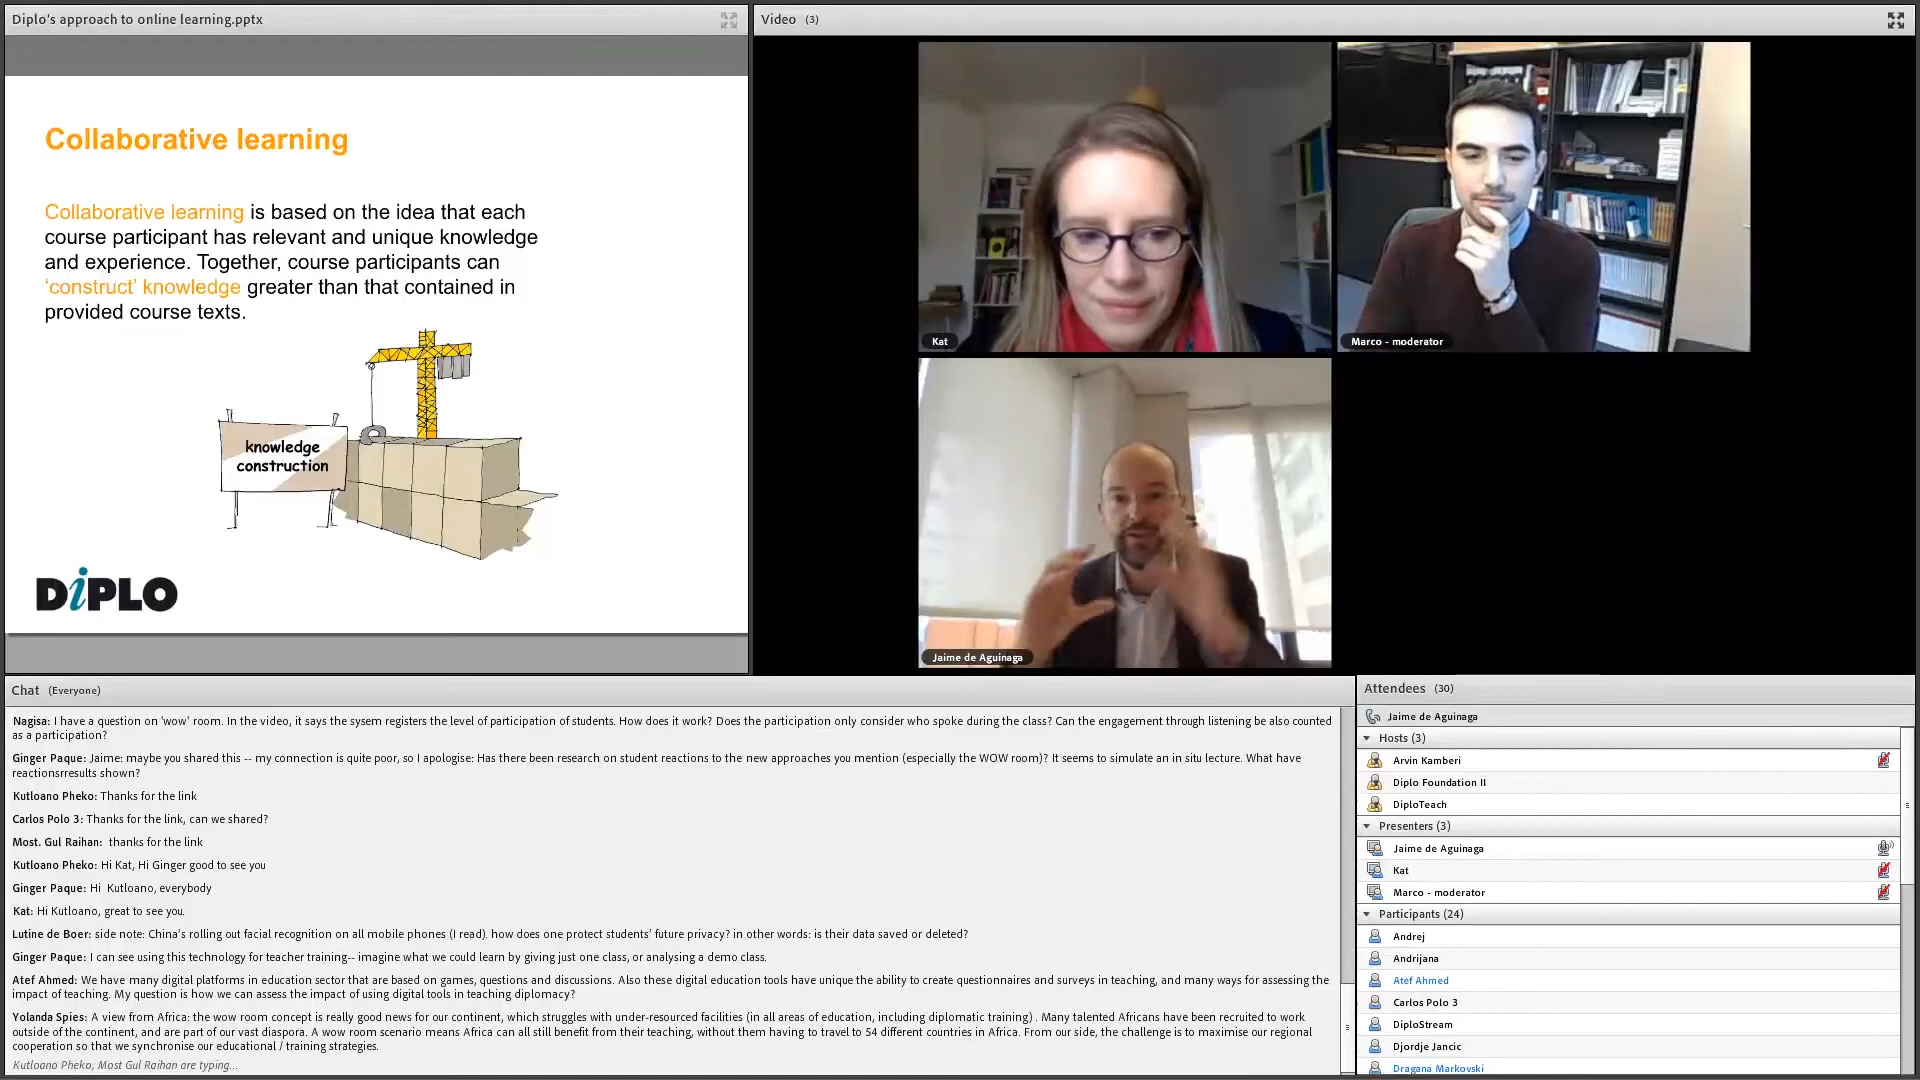 Diplo's approach to online learning.pptx
Collaborative learning
Collaborative learning is based on the idea that each
course participant has relevant and unique knowledge
and experience. Together, course participants can
‘construct’ knowledge greater than that contained in
provided course texts.
knowledge
construction
DiPLO
Video (3)
Kat
Marco - moderator
Jaime de Aguinaga
Chat (Everyone)
Nagisa: I have a question on 'wow' room. In the video, it says the sysem registers the level of participation of students. How does it work? Does the participation only consider who spoke during the class? Can the engagement through listening be also counted
as a participation?
Ginger Paque: Jaime: maybe you shared this -- my connection is quite poor, so I apologise: Has there been research on student reactions to the new approaches you mention (especially the WOW room)? It seems to simulate an in situ lecture. What have
reactionsrresults shown?
Kutloano Pheko: Thanks for the link
Carlos Polo 3: Thanks for the link, can we shared?
Most. Gul Raihan: thanks for the link
Kutloano Pheko: Hi Kat, Hi Ginger good to see you
Ginger Paque: Hi Kutloano, everybody
Kat: Hi Kutloano, great to see you.
Lutine de Boer: side note: China's rolling out facial recognition on all mobile phones (I read). how does one protect students' future privacy? in other words: is their data saved or deleted?
Ginger Paque: I can see using this technology for teacher training-- imagine what we could learn by giving just one class, or analysing a demo class.
Atef Ahmed: We have many digital platforms in education sector that are based on games, questions and discussions. Also these digital education tools have unique the ability to create questionnaires and surveys in teaching, and many ways for assessing the
impact of teaching. My question is how we can assess the impact of using digital tools in teaching diplomacy?
Yolanda Spies: A view from Africa: the wow room concept is really good news for our continent, which struggles with under-resourced facilities (in all areas of education, including diplomatic training) . Many talented Africans have been recruited to work
outside of the continent, and are part of our vast diaspora. A wow room scenario means Africa can all still benefit from their teaching, without them having to travel to 54 different countries in Africa. From our side, the challenge is to maximise our regional
cooperation so that we synchronise our educational / training strategies.
Kutloano Pheko, Most Gul Raihan are typing...
Attendees (30)
Jaime de Aguinaga
Hosts (3)
Arvin Kamberi
Diplo Foundation II
DiploTeach
Presenters (3)
Jaime de Aguinaga
Kat
Marco - moderator
Participants (24)
Andrej
Andrijana
Atef Ahmed
Carlos Polo 3
DiploStream
Djordje Jancic
Dragana Markovski